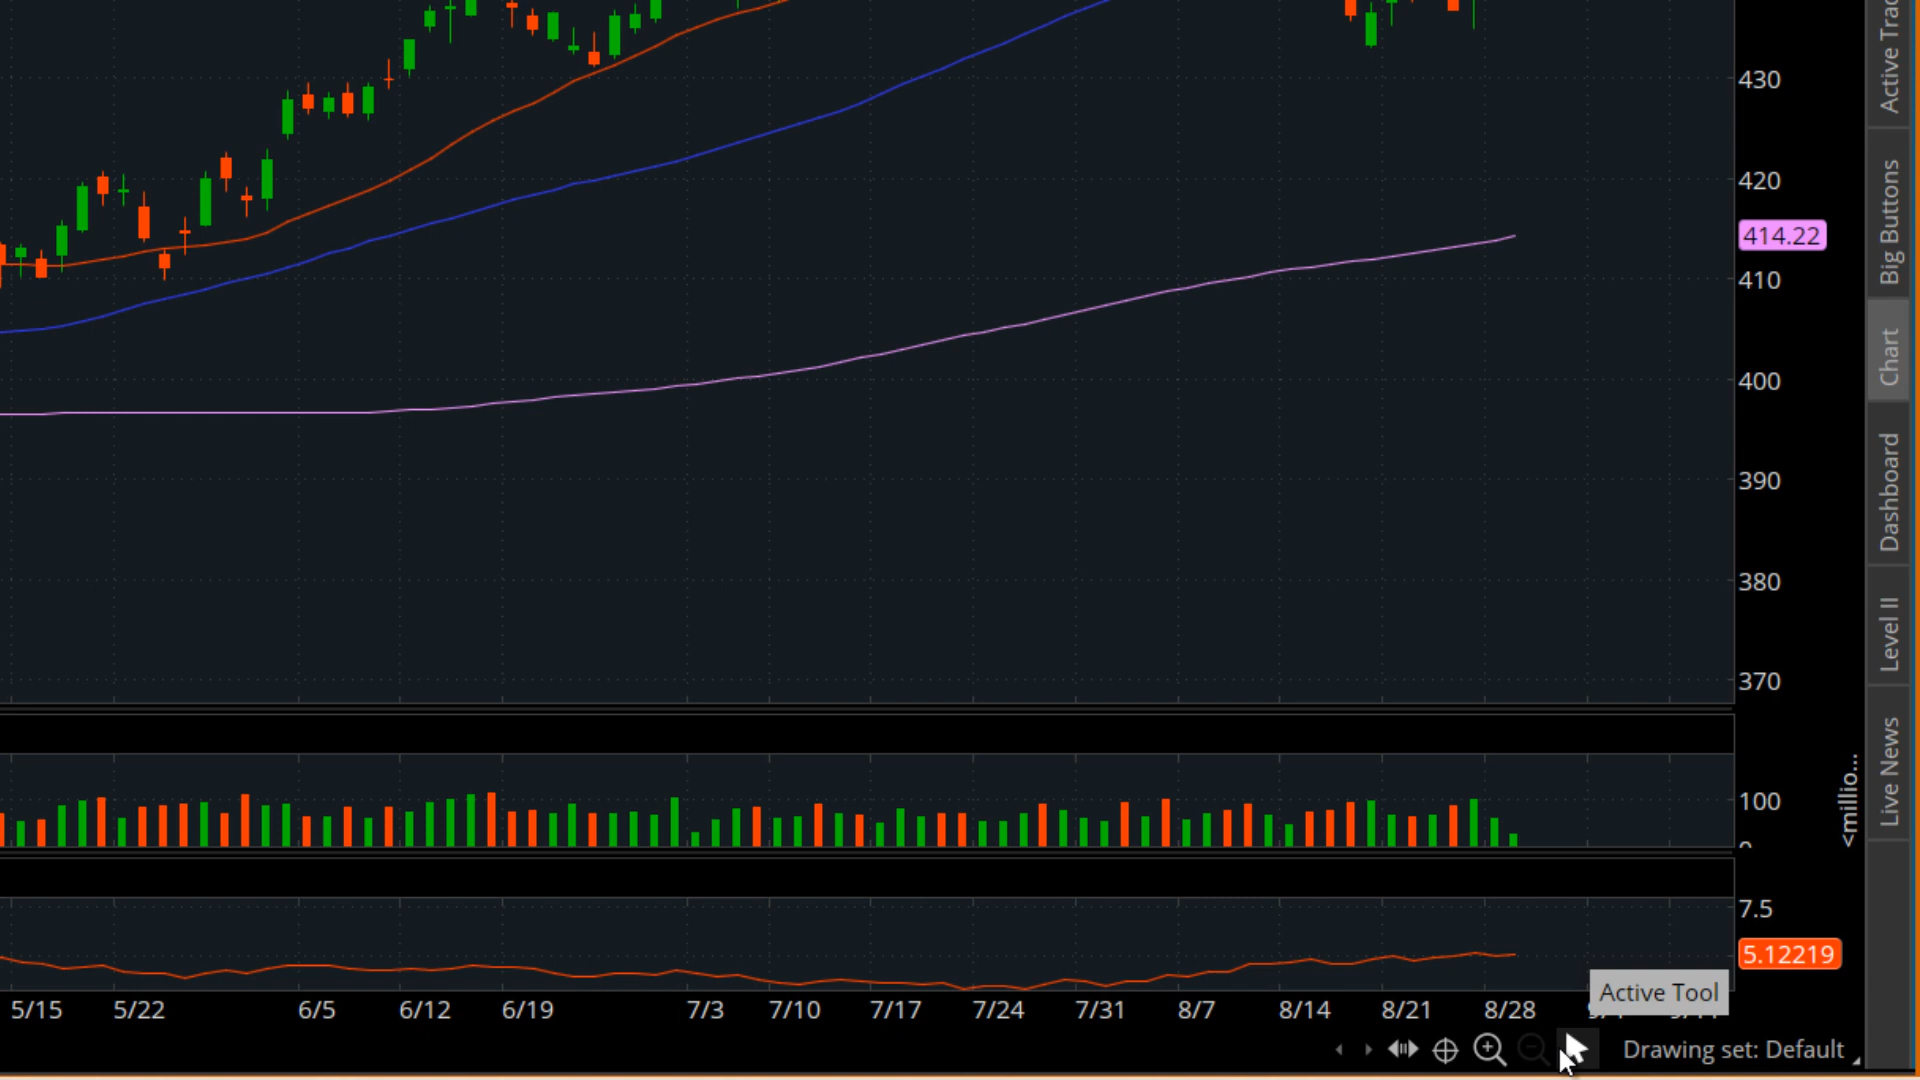 430
420
414.22
410
400
390
380
370
100
<millio...
7.5
5.12219
5/15 5/22 6/5 6/12 6/19 7/3 7/10 7/17 7/24 7/31 8/7 8/14 8/21 8/28
Active Tool
Drawing set: Default
Active Trad
Big Buttons
Chart
Dashboard
Level II
Live News